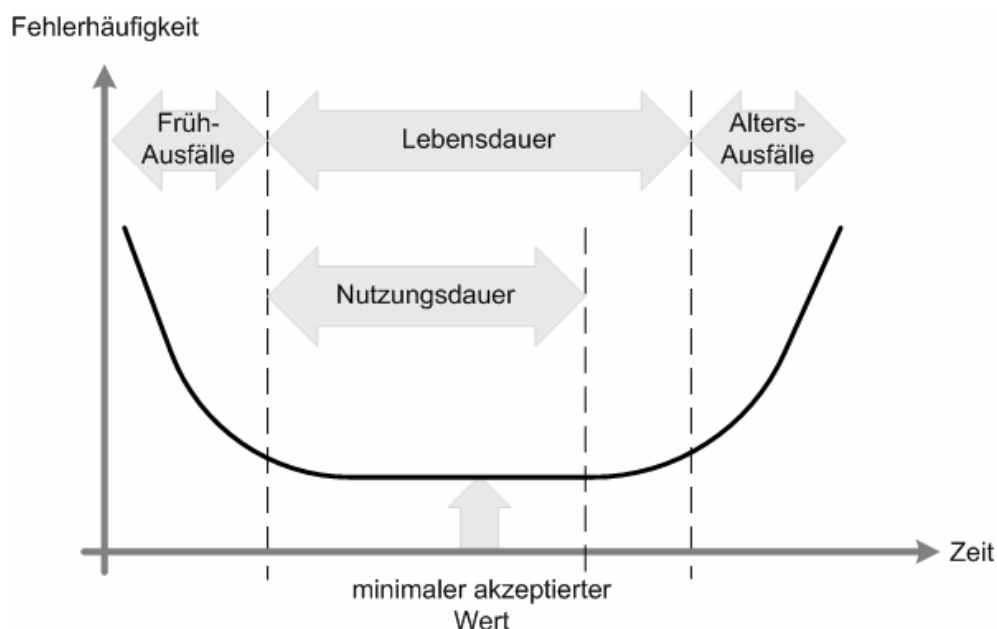 Fehlerhäufigkeit
Früh-
Ausfälle
Lebensdauer
Alters-
Ausfälle
Nutzungsdauer
Zeit
minimaler akzeptierter
Wert